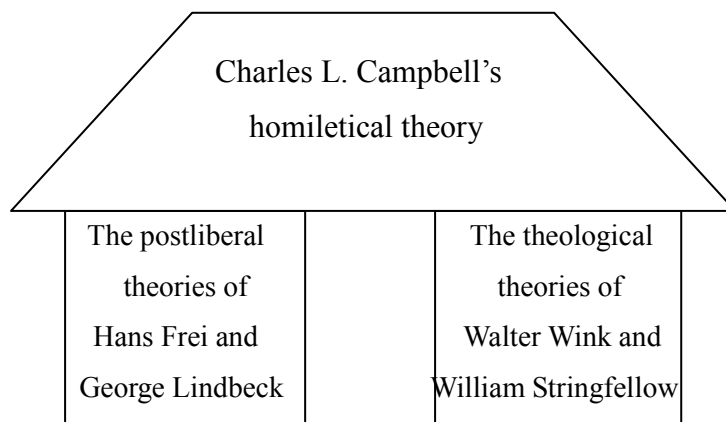 Charles L. Campbell’s
homiletical theory
The postliberal
theories of
Hans Frei and
George Lindbeck
The theological
theories of
Walter Wink and
William Stringfellow